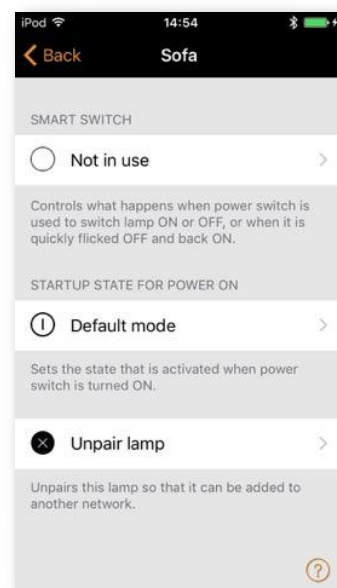 iPod 14:54
Back Sofa
SMART SWITCH
Not in use
Controls what happens when power switch is
used to switch lamp ON or OFF, or when it is
quickly flicked OFF and back ON.
STARTUP STATE FOR POWER ON
Default mode
Sets the state that is activated when power
switch is turned ON.
Unpair lamp
Unpairs this lamp so that it can be added to
another network.
?